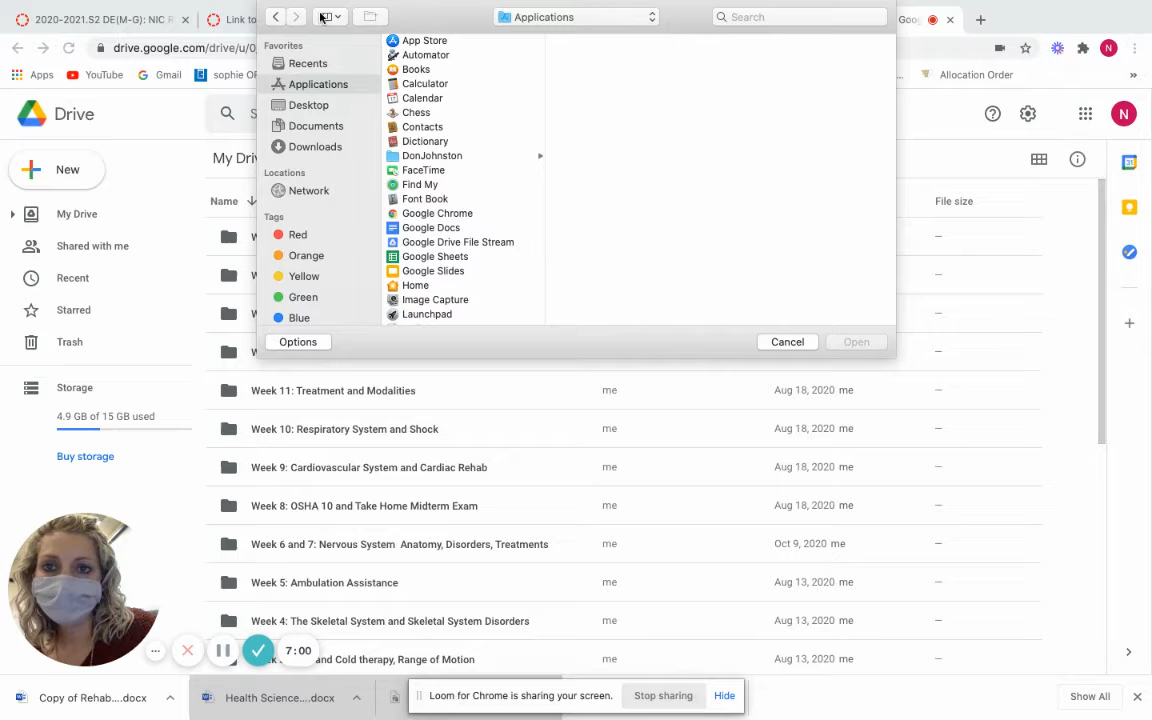 2020-2021.S2 DE(M-G): NIC R
Link to
Goog
drive.google.com/drive/u/0
Apps
YouTube
Gmail
sophie OF
Allocation Order
»
Applications
Search
Favorites
Recents
Applications
Desktop
Documents
Downloads
Locations
Network
Tags
Red
Orange
Yellow
Green
Blue
App Store
Automator
Books
Calculator
Calendar
Chess
Contacts
Dictionary
DonJohnston
FaceTime
Find My
Font Book
Google Chrome
Google Docs
Google Drive File Stream
Google Sheets
Google Slides
Home
Image Capture
Launchpad
Options
Cancel
Open
Drive
S
N
N
New
My Drive
Shared with me
Recent
Starred
Trash
Storage
4.9 GB of 15 GB used
Buy storage
My Driv
Name
File size
W
W
W
W
Week 11: Treatment and Modalities me Aug 18, 2020 me –
Week 10: Respiratory System and Shock me Aug 18, 2020 me –
Week 9: Cardiovascular System and Cardiac Rehab me Aug 18, 2020 me –
Week 8: OSHA 10 and Take Home Midterm Exam me Aug 18, 2020 me –
Week 6 and 7: Nervous System Anatomy, Disorders, Treatments me Oct 9, 2020 me –
Week 5: Ambulation Assistance me Aug 13, 2020 me –
Week 4: The Skeletal System and Skeletal System Disorders me Aug 13, 2020 me –
and Cold therapy, Range of Motion me Aug 13, 2020 me –
7:00
Copy of Rehab....docx
Health Science....docx
Loom for Chrome is sharing your screen.
Stop sharing
Hide
Show All